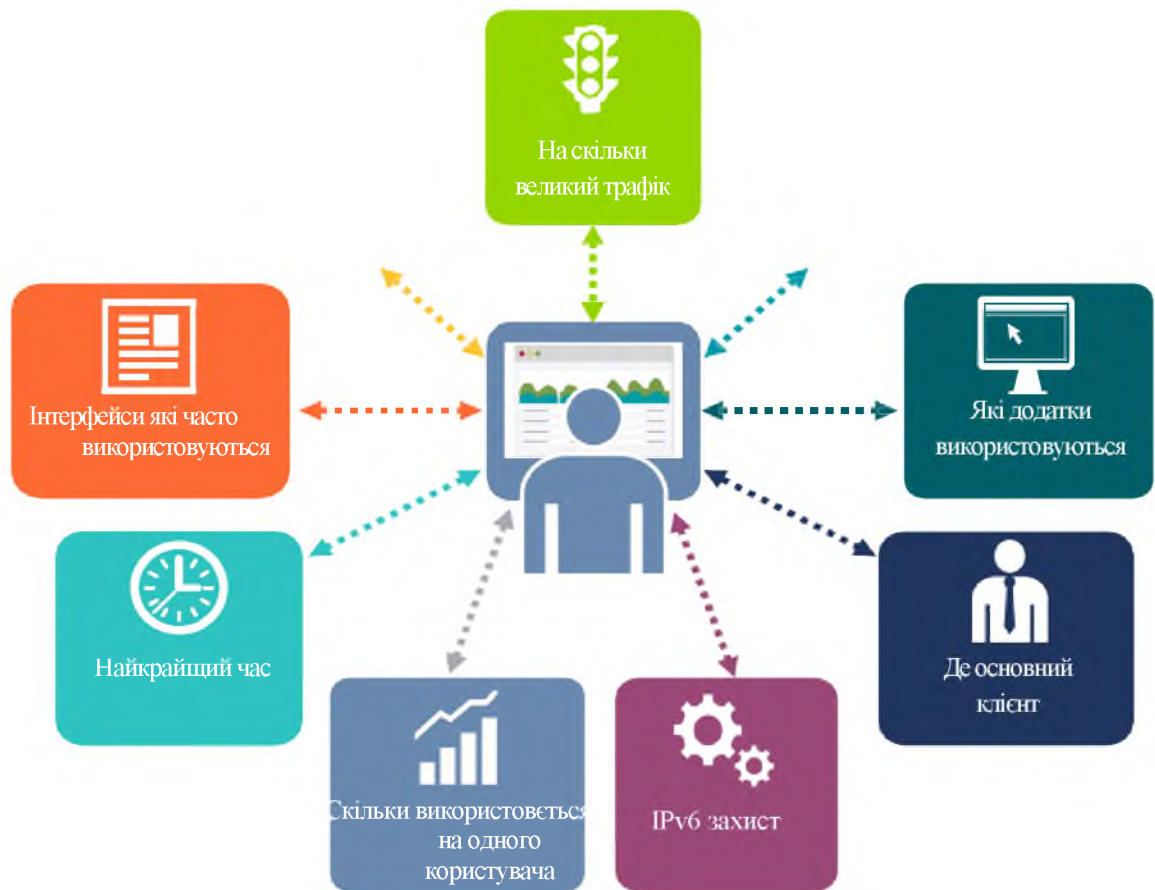 На скільки
великий трафік
Інтерфейси які часто
використовуються
Які додатки
використовуються
Найкрайщий час
Де основний
клієнт
Скільки використовється
на одного
користувача
IPv6 захист